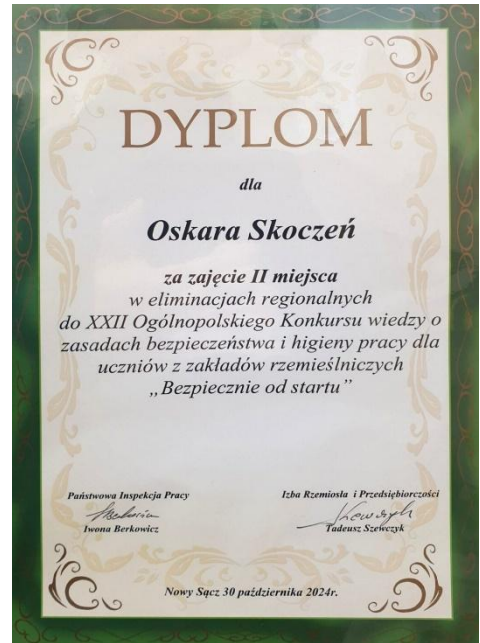 DYPLOM
dla
Oskara Skoczeń
za zajęcie II miejsca
w eliminacjach regionalnych
do XXII Ogólnopolskiego Konkursu wiedzy o
zasadach bezpieczeństwa i higieny pracy dla
uczniów z zakładów rzemieślniczych
„Bezpiecznie od startu”
Państwowa Inspekcja Pracy
Iwona Berkowicz
Izba Rzemiosła i Przedsiębiorczości
Szewczyk
Tadeusz Szewczyk
Nowy Sącz 30 października 2024r.